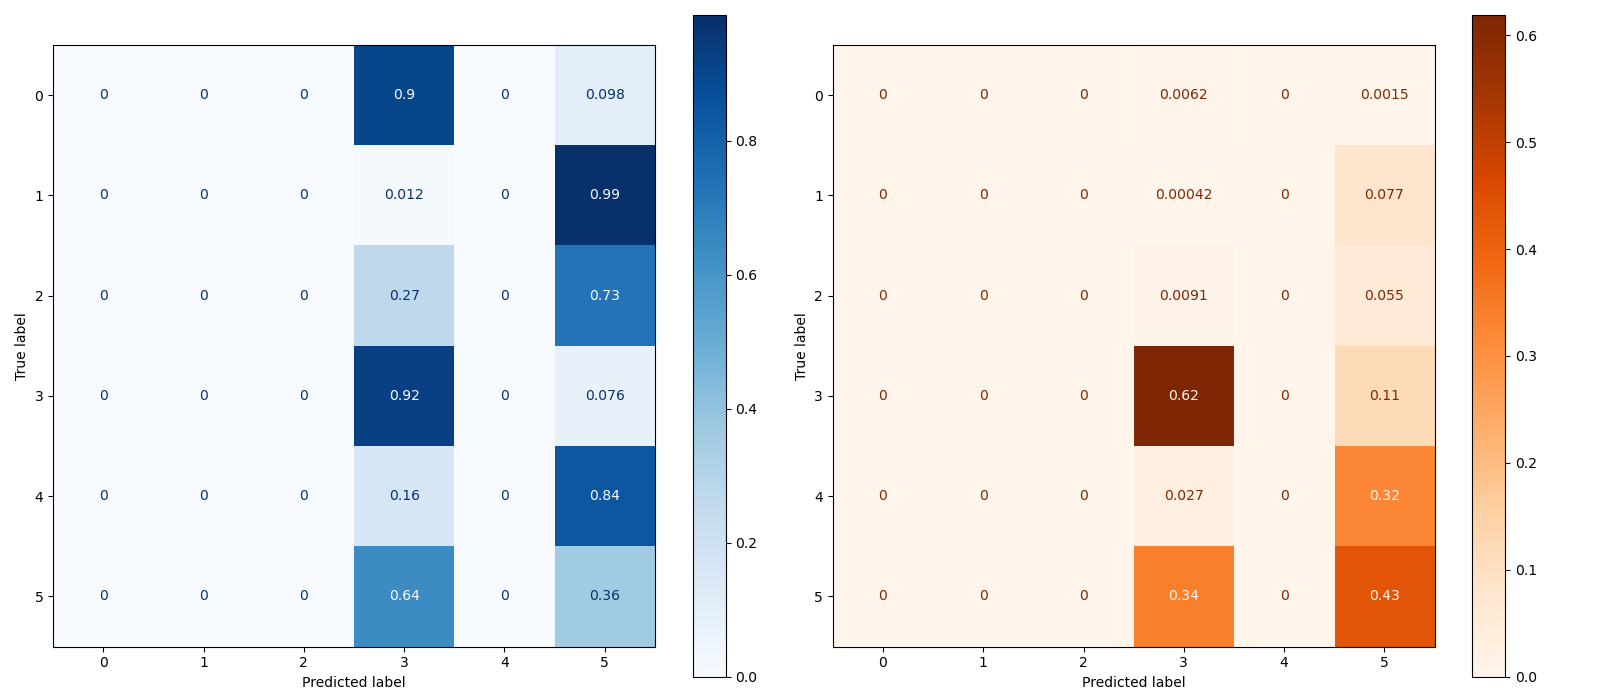 0 0 0 0 0.9 0 0.098
1 0 0 0 0.012 0 0.99
2 0 0 0 0.27 0 0.73
3 0 0 0 0.92 0 0.076
4 0 0 0 0.16 0 0.84
5 0 0 0 0.64 0 0.36
0 1 2 3 4 5
True label
Predicted label
0.8
0.6
0.4
0.2
0.0
0 0 0 0 0.0062 0 0.0015
1 0 0 0 0.00042 0 0.077
2 0 0 0 0.0091 0 0.055
3 0 0 0 0.62 0 0.11
4 0 0 0 0.027 0 0.32
5 0 0 0 0.34 0 0.43
0 1 2 3 4 5
True label
Predicted label
0.6
0.5
0.4
0.3
0.2
0.1
0.0